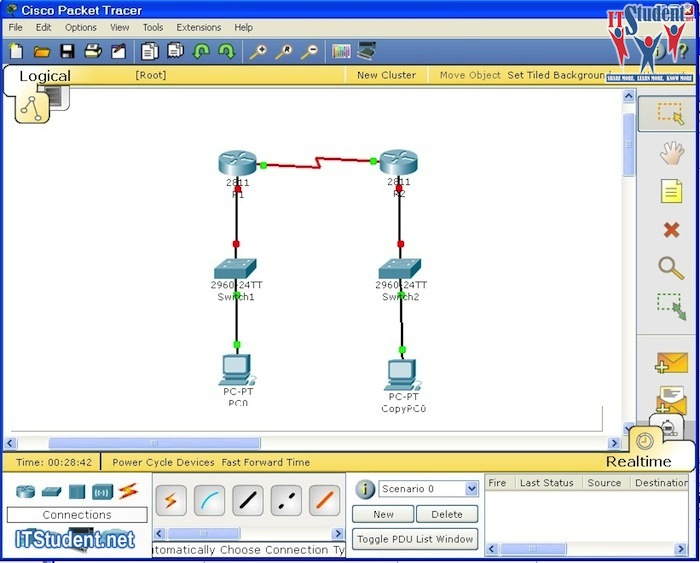 Cisco Packet Tracer
File Edit Options View Tools Extensions Help
ITStudent.net
SHARE MORE. LEARN MORE. KNOW MORE
Logical
[Root]
New Cluster
Move Object
Set Tiled Backgroun
2811
R1
2811
R2
2960-24TT
Switch1
2960-24TT
Switch2
PC-PT
PC0
PC-PT
CopyPC0
Realtime
Time: 00:28:42
Power Cycle Devices Fast Forward Time
Connections
ITStudent.net
utomatically Choose Connection Ty
Scenario 0
New
Delete
Toggle PDU List Window
Fire
Last Status
Source
Destination